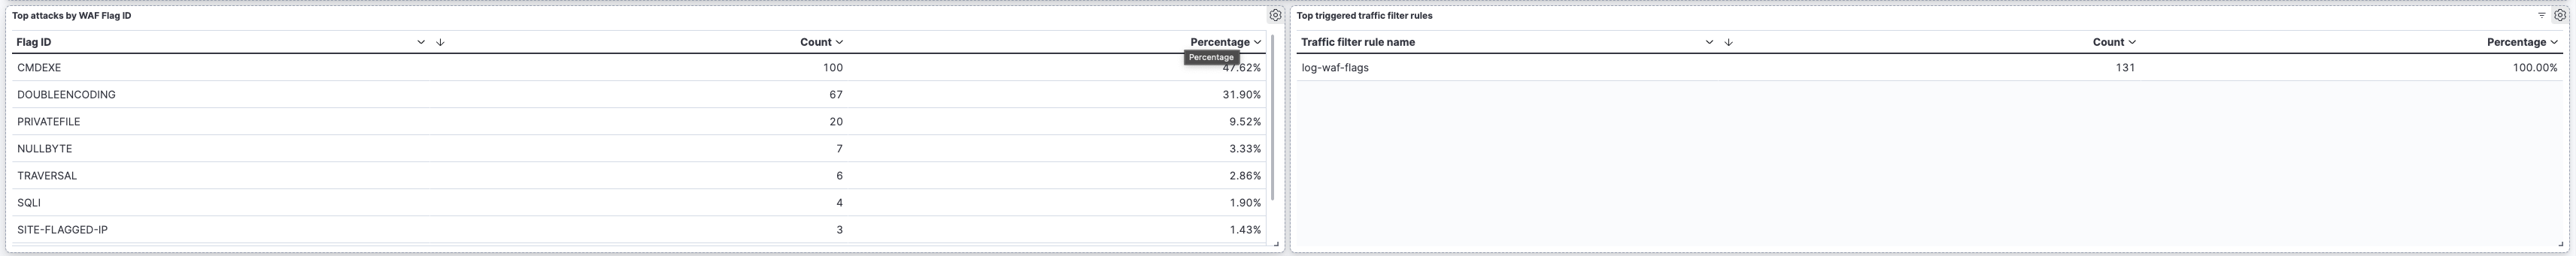 Top attacks by WAF Flag ID
Flag ID Count Percentage
Percentage
CMDEXE 100 47.62%
DOUBLEENCODING 67 31.90%
PRIVATEFILE 20 9.52%
NULLBYTE 7 3.33%
TRAVERSAL 6 2.86%
SQLI 4 1.90%
SITE-FLAGGED-IP 3 1.43%
Top triggered traffic filter rules
Traffic filter rule name Count Percentage
log-waf-flags 131 100.00%